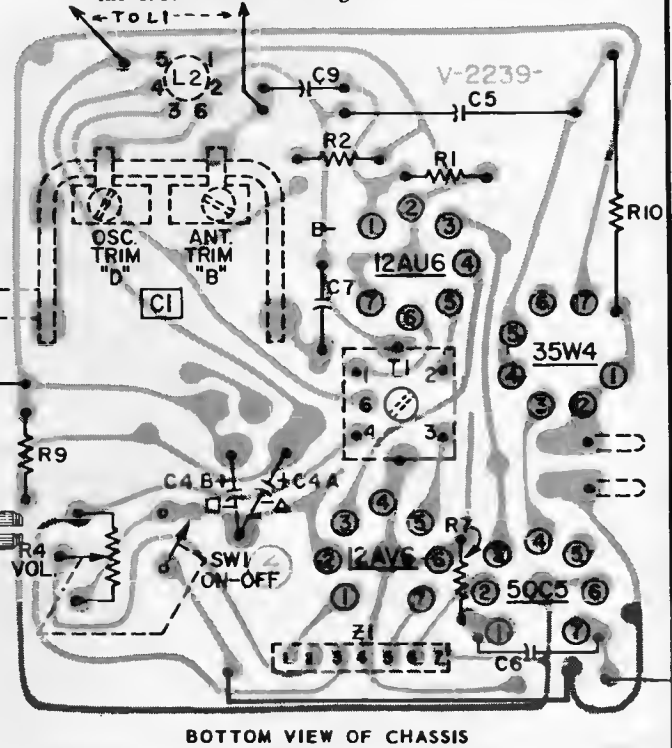 TO L1
5 1
L2
4 2
3 6
C9
V-2239-
C5
R2
R1
R10
OSC.
TRIM
"D"
ANT.
TRIM
"B"
B-
1 2 3
12AU6 4
7 6 5
C1
C7
6 7
5
35W4
4 1
3 2
T1
1 2
6
4 3
R9
C4B+
+C4A
R4
VOL.
SW1
ON-OFF
2
3 4 5
2 12AV6 6
1 7
R7
3 4 5
2 50C5 6
1 7
Z1
1 2 3 4 5 6 7
C6
BOTTOM VIEW OF CHASSIS